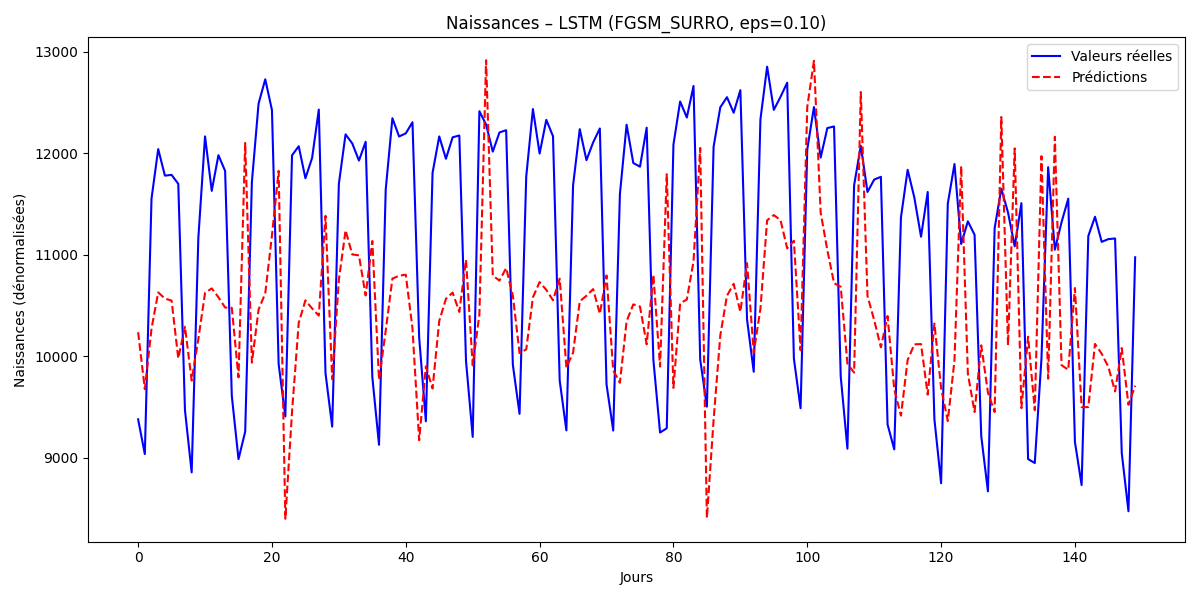 Naissances – LSTM (FGSM_SURRO, eps=0.10)
Valeurs réelles
Prédictions
Naissances (dénormalisées)
13000
12000
11000
10000
9000
0 20 40 60 80 100 120 140
Jours